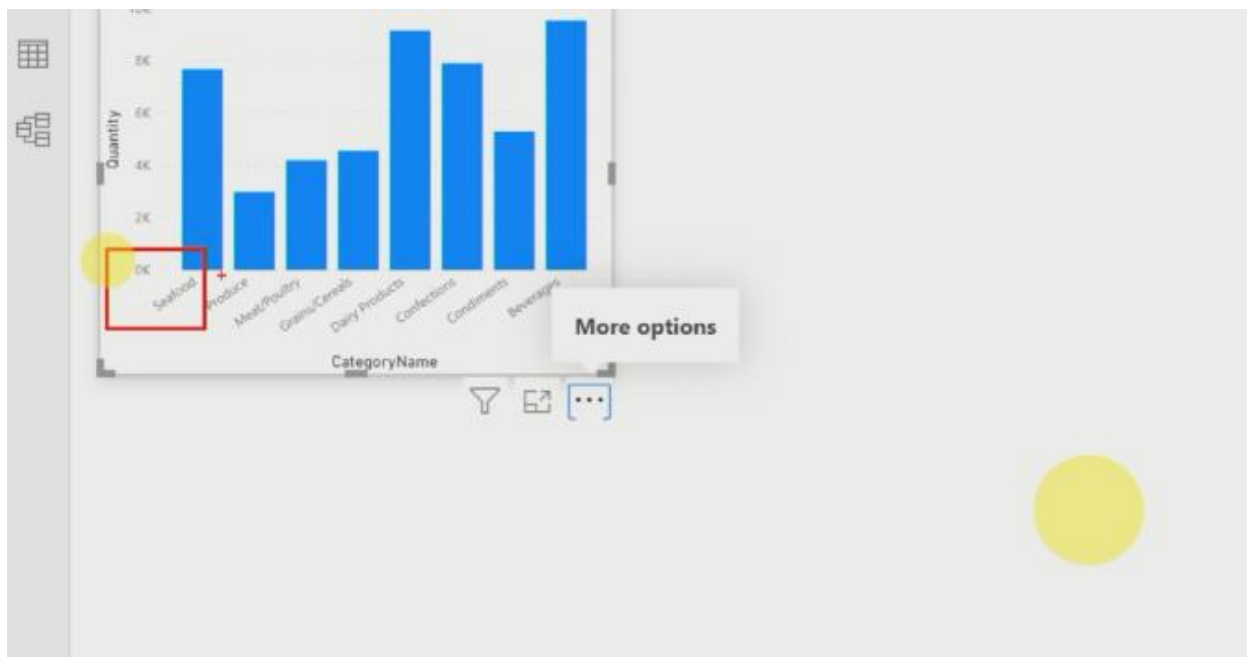 8K
6K
4K
2K
0K
Quantity
Seafood
Produce
Meat/Poultry
Grains/Cereals
Dairy Products
Confections
Condiments
Beverages
CategoryName
More options